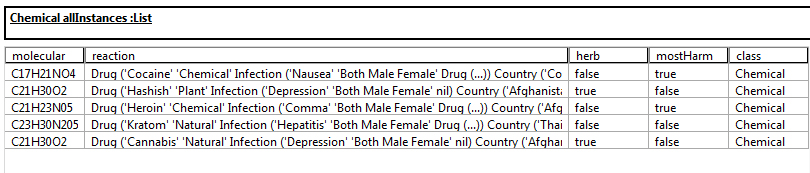 Chemical allInstances :List
molecular reaction herb mostHarm class
C17H21NO4 Drug ('Cocaine' 'Chemical' Infection ('Nausea' 'Both Male Female' Drug (...)) Country ('Co false true Chemical
C21H30O2 Drug ('Hashish' 'Plant' Infection ('Depression' 'Both Male Female' nil) Country ('Afghanista true false Chemical
C21H23N05 Drug ('Heroin' 'Chemical' Infection ('Comma' 'Both Male Female' Drug (...)) Country ('Afg false true Chemical
C23H30N205 Drug ('Kratom' 'Natural' Infection ('Hepatitis' 'Both Male Female' Drug (...)) Country ('Thai false false Chemical
C21H30O2 Drug ('Cannabis' 'Natural' Infection ('Depression' 'Both Male Female' nil) Country ('Afghar true false Chemical